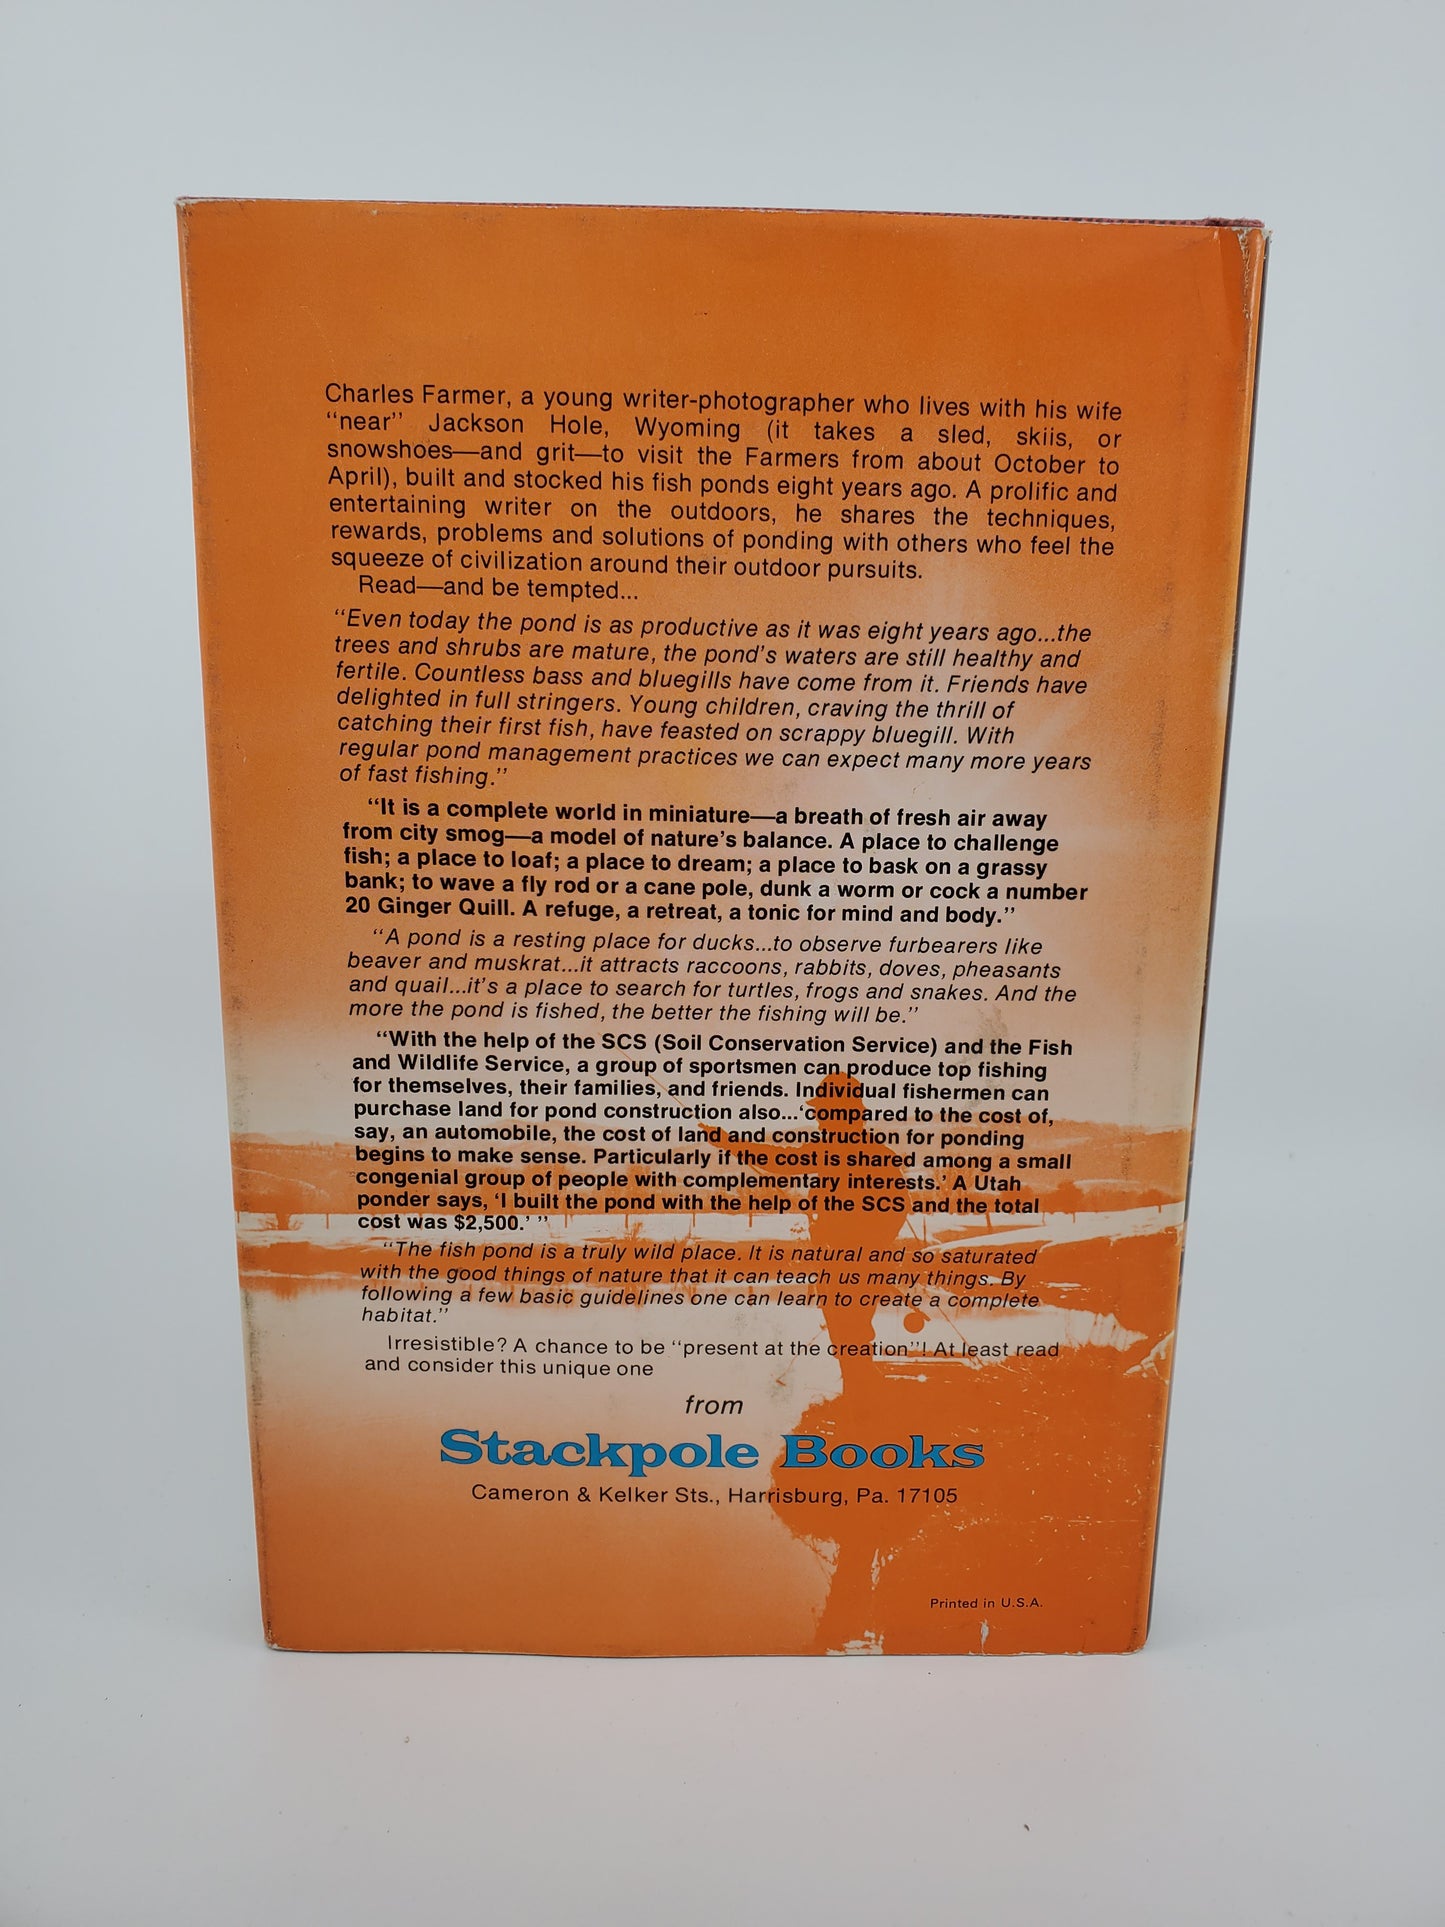 Charles Farmer, a young writer-photographer who lives with his wife
“near” Jackson Hole, Wyoming (it takes a sled, skiis, or
snowshoes—and grit—to visit the Farmers from about October to
April), built and stocked his fish ponds eight years ago. A prolific and
entertaining writer on the outdoors, he shares the techniques,
rewards, problems and solutions of ponding with others who feel the
squeeze of civilization around their outdoor pursuits.
Read—and be tempted...
“Even today the pond is as productive as it was eight years ago...the
trees and shrubs are mature, the pond’s waters are still healthy and
fertile. Countless bass and bluegills have come from it. Friends have
delighted in full stringers. Young children, craving the thrill of
catching their first fish, have feasted on scrappy bluegill. With
regular pond management practices we can expect many more years
of fast fishing.”
“It is a complete world in miniature—a breath of fresh air away
from city smog—a model of nature’s balance. A place to challenge
fish; a place to loaf; a place to dream; a place to bask on a grassy
bank; to wave a fly rod or a cane pole, dunk a worm or cock a number
20 Ginger Quill. A refuge, a retreat, a tonic for mind and body.”
“A pond is a resting place for ducks...to observe furbearers like
beaver and muskrat...it attracts raccoons, rabbits, doves, pheasants
and quail...it’s a place to search for turtles, frogs and snakes. And the
more the pond is fished, the better the fishing will be.”
“With the help of the SCS (Soil Conservation Service) and the Fish
and Wildlife Service, a group of sportsmen can produce top fishing
for themselves, their families, and friends. Individual fishermen can
purchase land for pond construction also...‘compared to the cost of,
say, an automobile, the cost of land and construction for ponding
begins to make sense. Particularly if the cost is shared among a small
congenial group of people with complementary interests.’ A Utah
ponder says, ‘I built the pond with the help of the SCS and the total
cost was $2,500.’ ”
“The fish pond is a truly wild place. It is natural and so saturated
with the good things of nature that it can teach us many things. By
following a few basic guidelines one can learn to create a complete
habitat.”
Irresistible? A chance to be “present at the creation”! At least read
and consider this unique one
from
Stackpole Books
Cameron & Kelker Sts., Harrisburg, Pa. 17105
Printed in U.S.A.